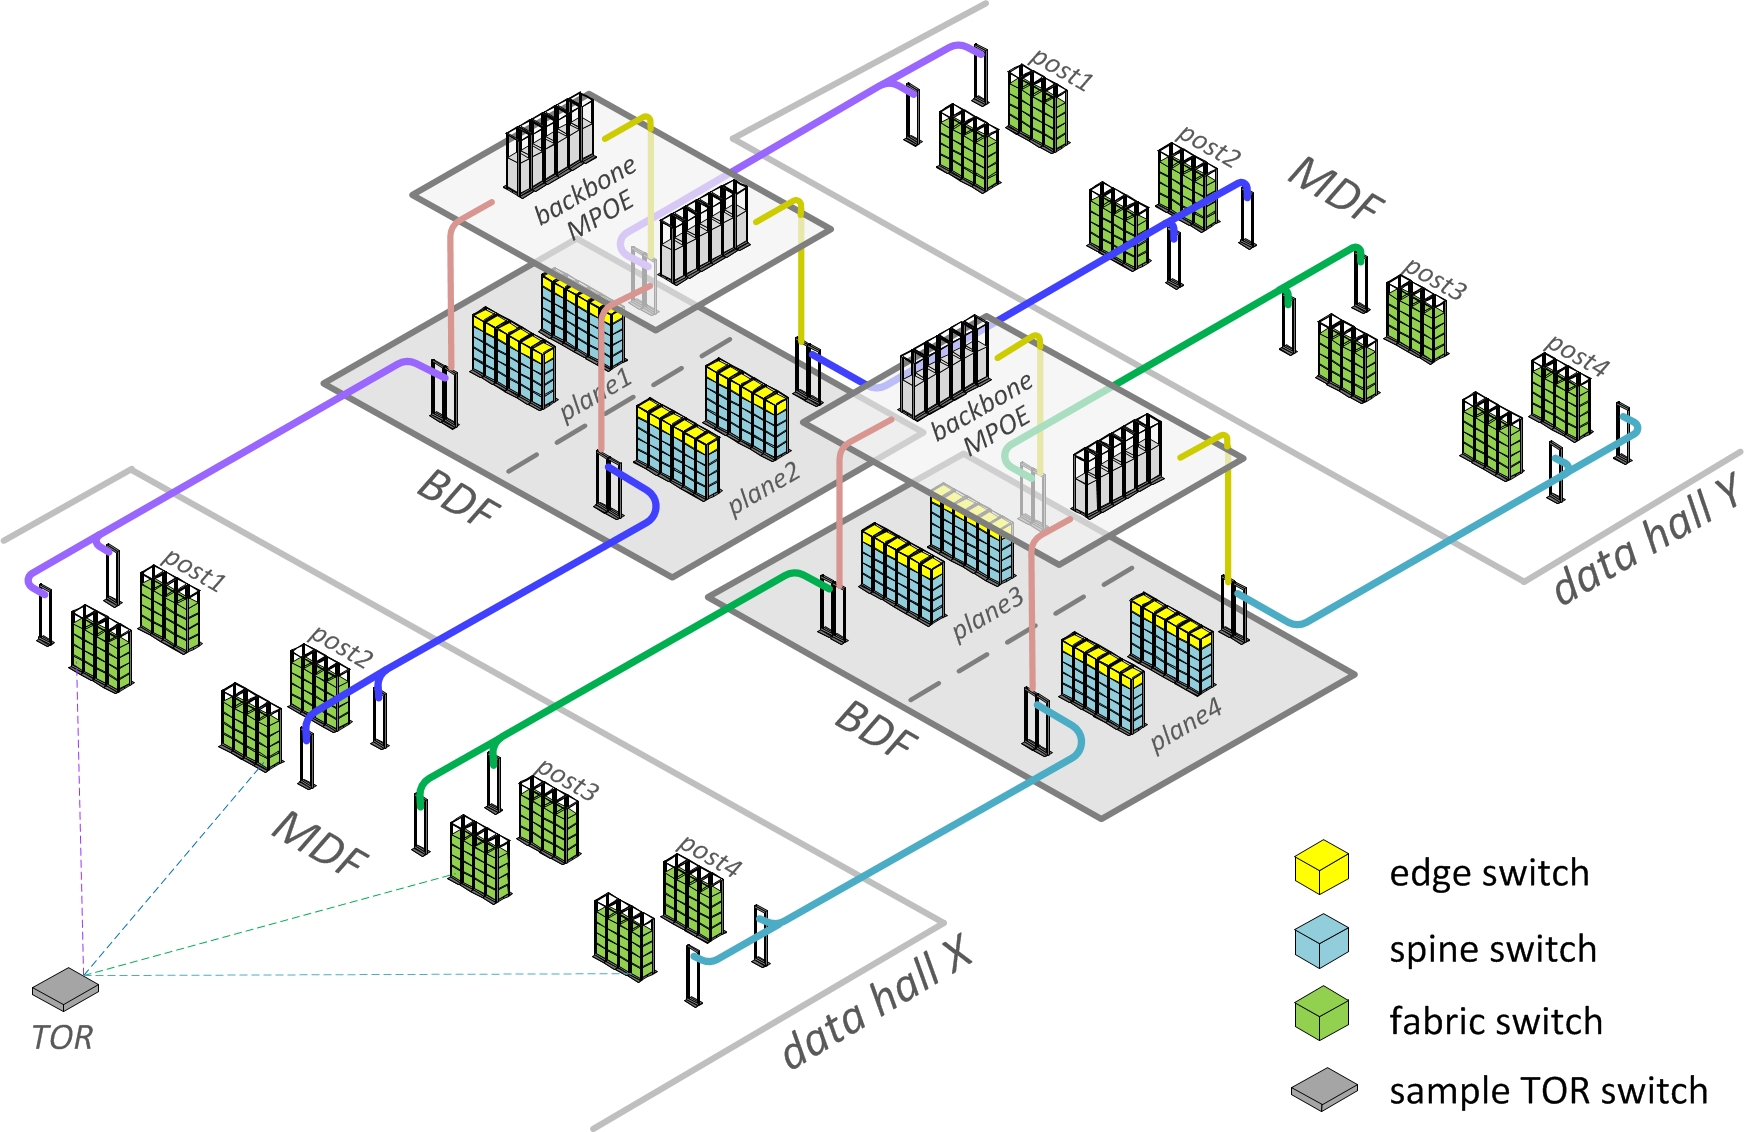 post1
post2
MDF
backbone
MPOE
post3
post4
plane1
backbone
MPOE
plane2
BDF
data hall Y
post1
plane3
post2
plane4
BDF
post3
MDF
post4
data hall X
TOR
edge switch
spine switch
fabric switch
sample TOR switch